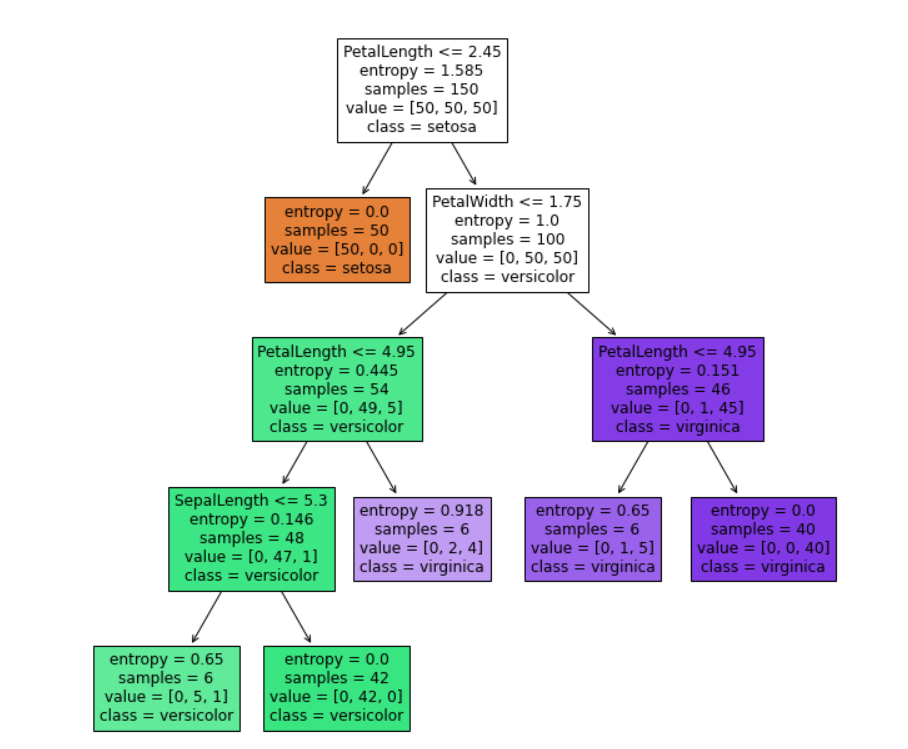 PetalLength <= 2.45
entropy = 1.585
samples = 150
value = [50, 50, 50]
class = setosa
entropy = 0.0
samples = 50
value = [50, 0, 0]
class = setosa
PetalWidth <= 1.75
entropy = 1.0
samples = 100
value = [0, 50, 50]
class = versicolor
PetalLength <= 4.95
entropy = 0.445
samples = 54
value = [0, 49, 5]
class = versicolor
PetalLength <= 4.95
entropy = 0.151
samples = 46
value = [0, 1, 45]
class = virginica
SepalLength <= 5.3
entropy = 0.146
samples = 48
value = [0, 47, 1]
class = versicolor
entropy = 0.918
samples = 6
value = [0, 2, 4]
class = virginica
entropy = 0.65
samples = 6
value = [0, 1, 5]
class = virginica
entropy = 0.0
samples = 40
value = [0, 0, 40]
class = virginica
entropy = 0.65
samples = 6
value = [0, 5, 1]
class = versicolor
entropy = 0.0
samples = 42
value = [0, 42, 0]
class = versicolor